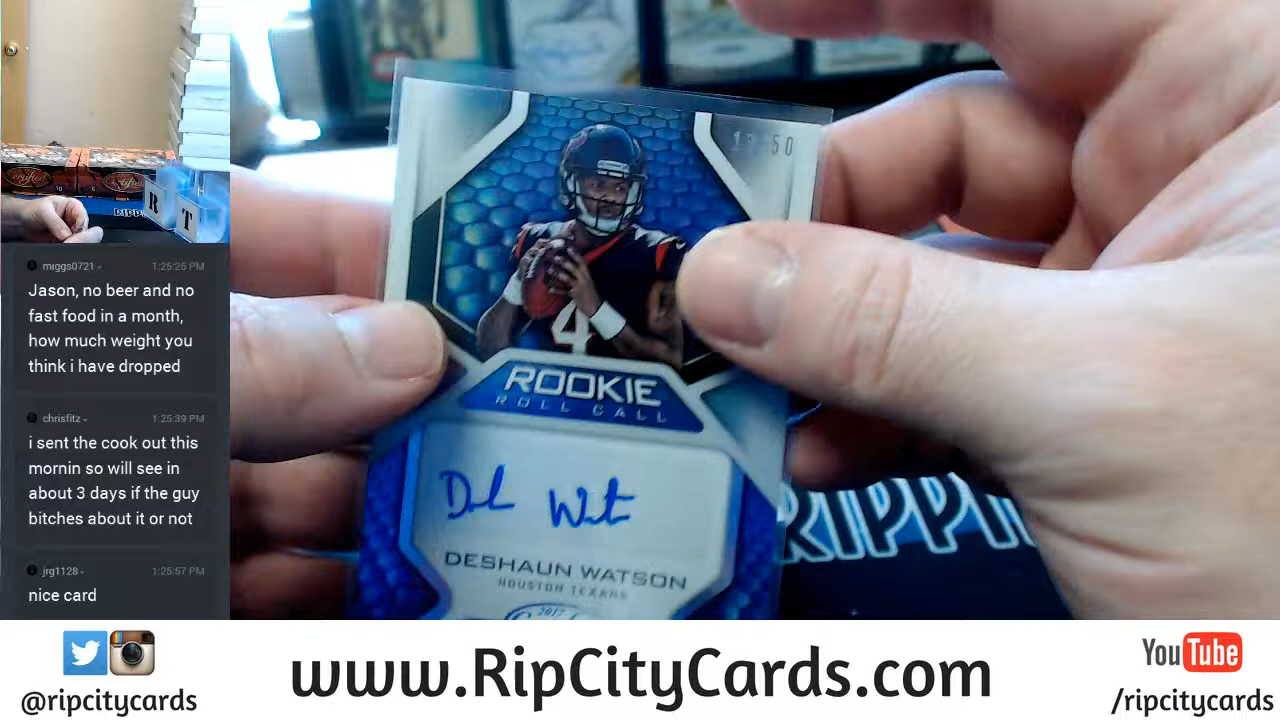 miggs0721
1:25:25 PM
Jason, no beer and no
fast food in a month,
how much weight you
think i have dropped
chrisfitz
1:25:39 PM
i sent the cook out this
mornin so will see in
about 3 days if the guy
bitches about it or not
jrg1128
1:25:57 PM
nice card
R T
4
ROOKIE
ROLL CALL
DESHAUN WATSON
HOUSTON TEXANS
2017
@ripcitycards
www.RipCityCards.com
YouTube
/ripcitycards